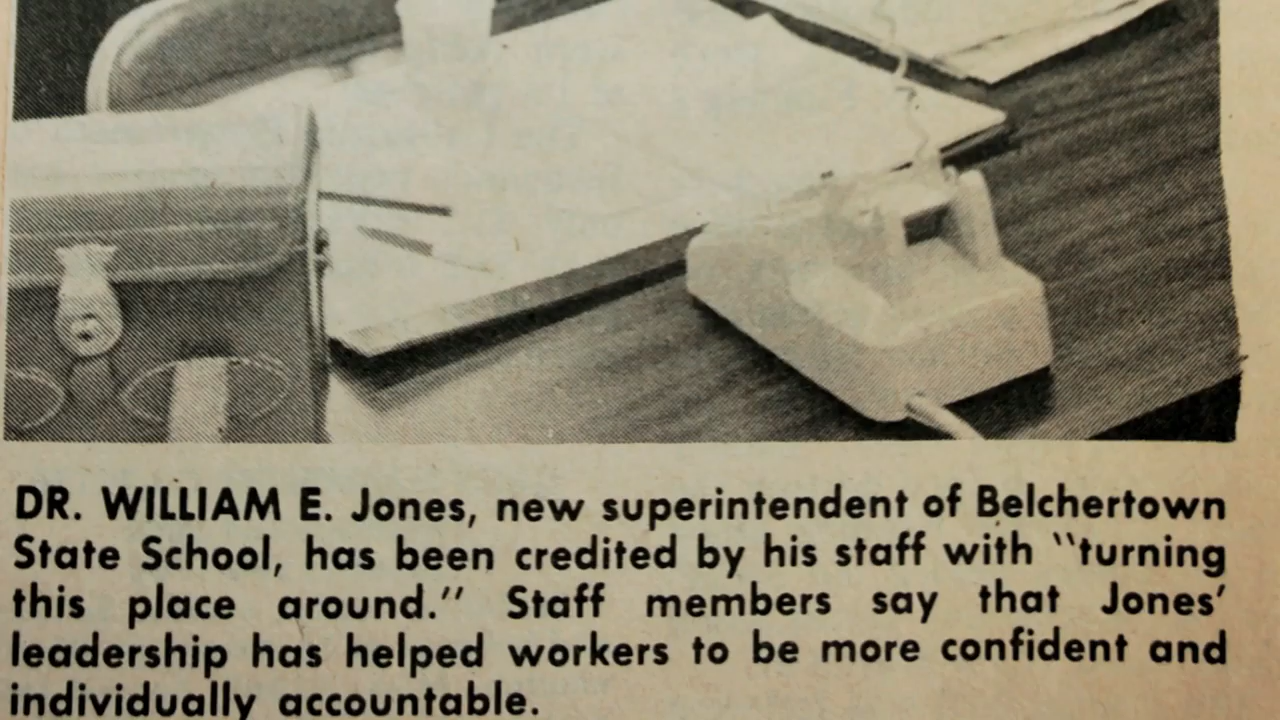 DR. WILLIAM E. Jones, new superintendent of Belchertown
State School, has been credited by his staff with "turning
this place around." Staff members say that Jones'
leadership has helped workers to be more confident and
individually accountable.